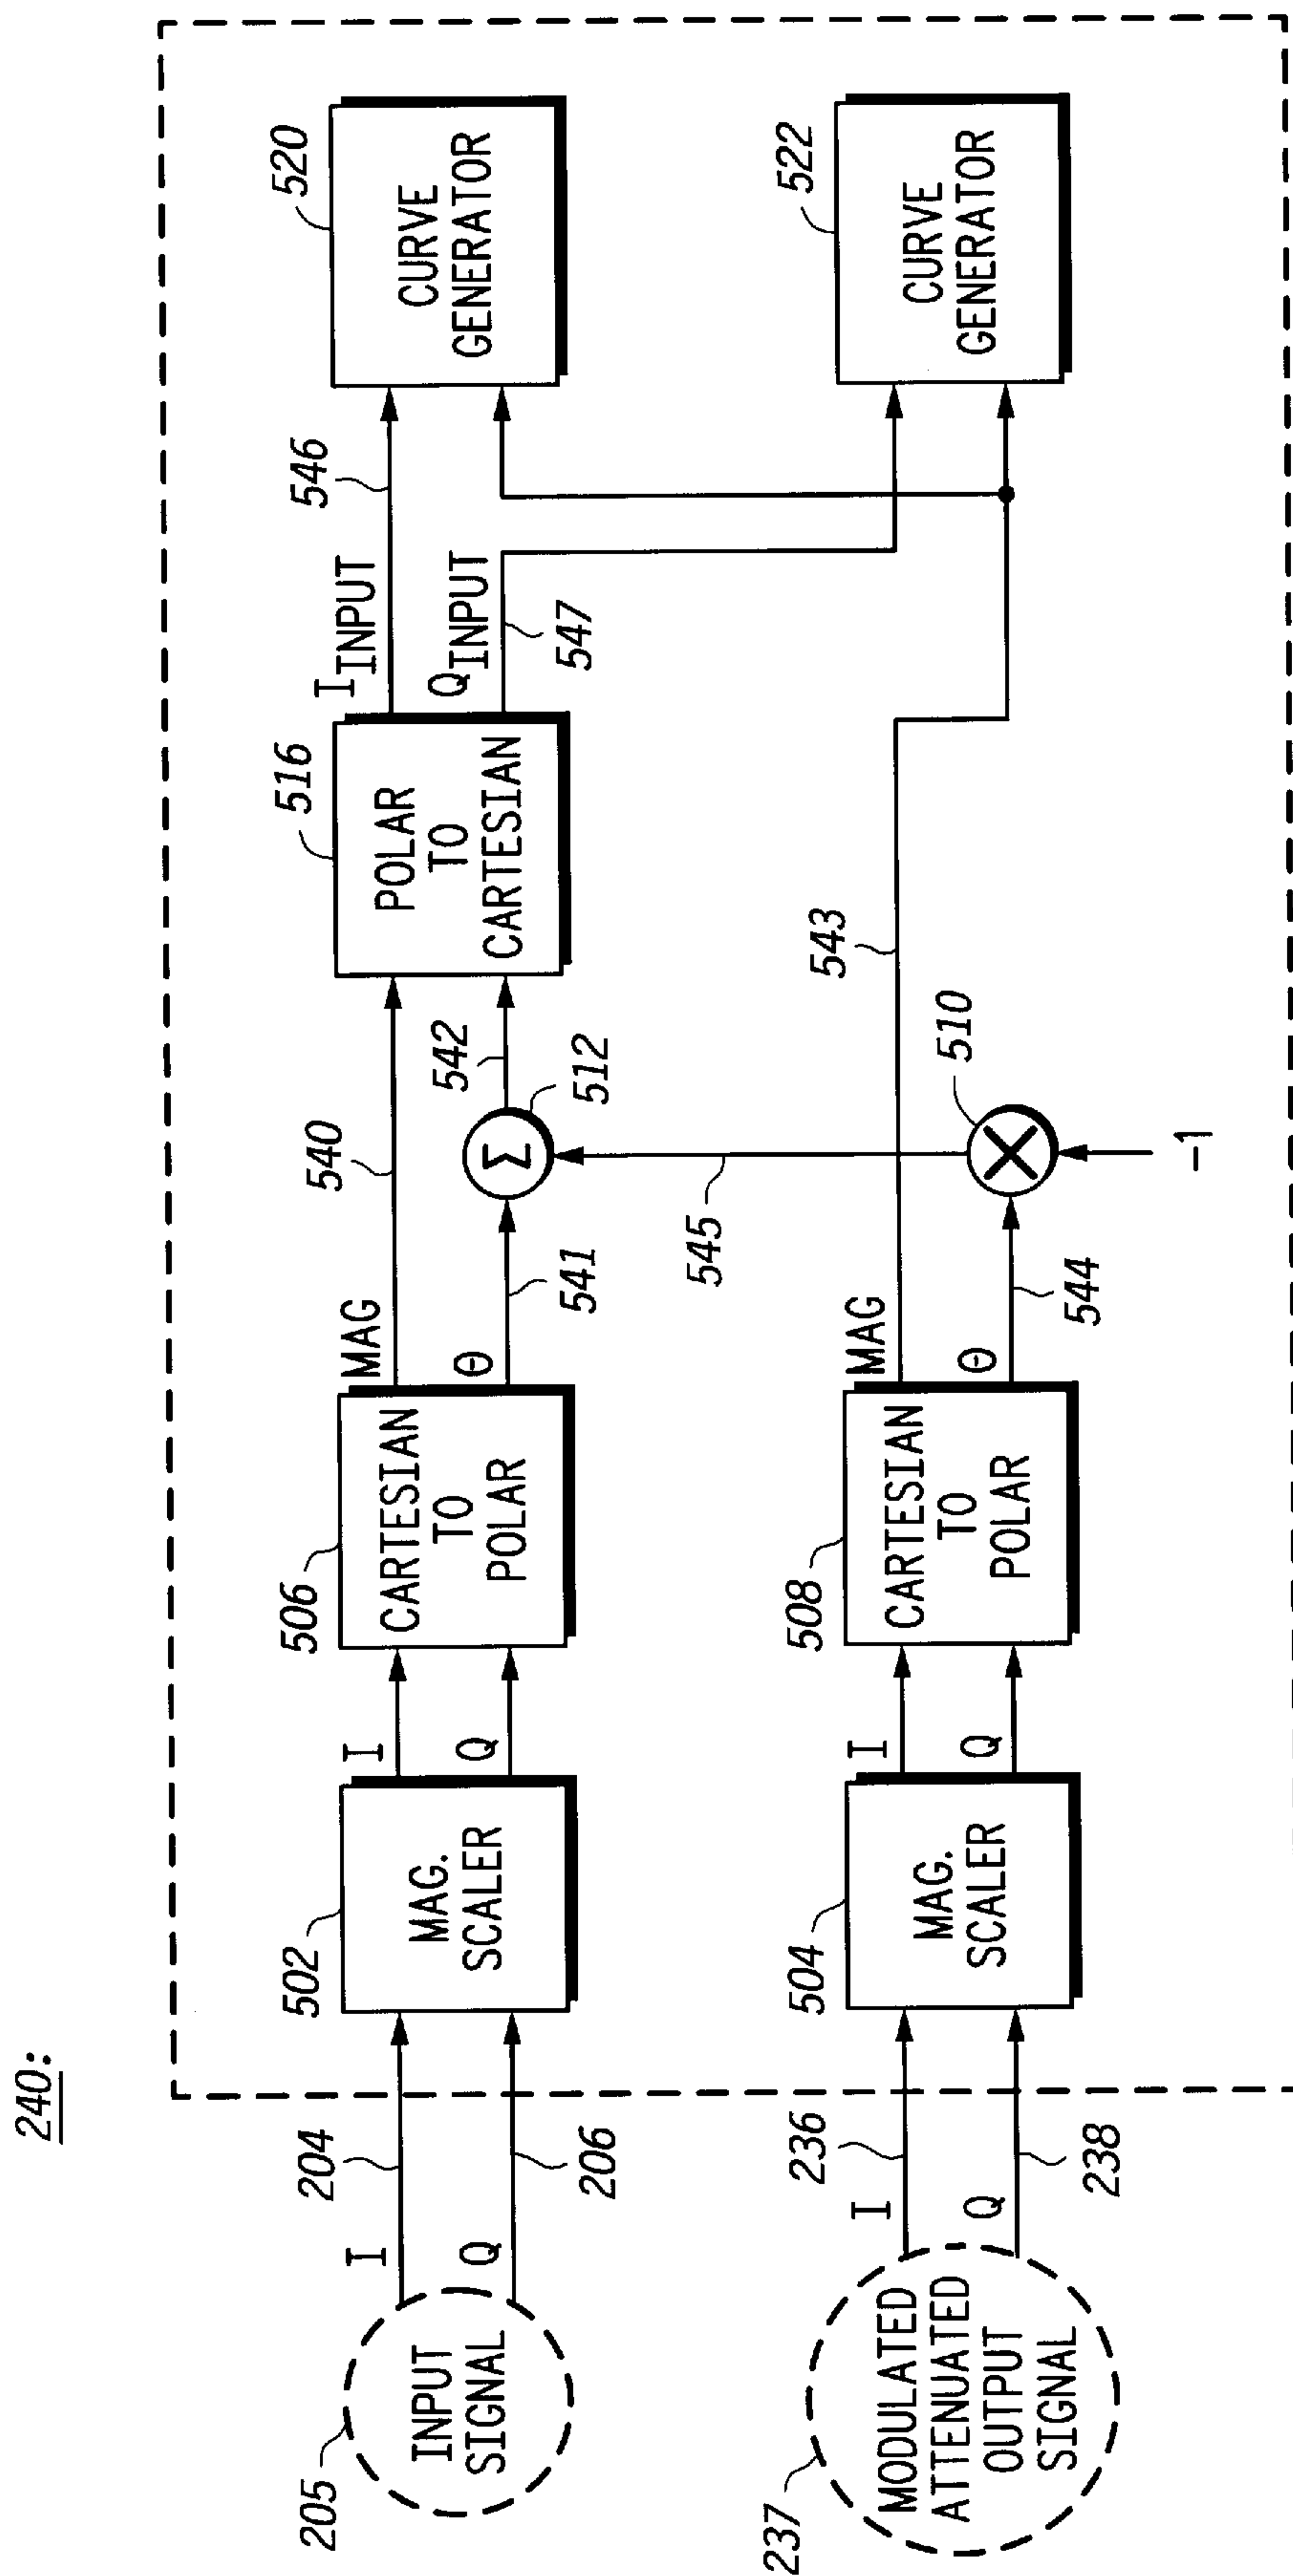 240:
205
INPUT
SIGNAL
I
204
Q
206
502
MAG.
SCALER
I
Q
506
CARTESIAN
TO
POLAR
MAG
540
Θ
541
Σ
512
542
516
POLAR
TO
CARTESIAN
I INPUT
546
Q INPUT
547
520
CURVE
GENERATOR
237
MODULATED
ATTENUATED
OUTPUT
SIGNAL
I
236
Q
238
504
MAG.
SCALER
I
Q
508
CARTESIAN
TO
POLAR
MAG
543
Θ
544
545
510
-1
522
CURVE
GENERATOR